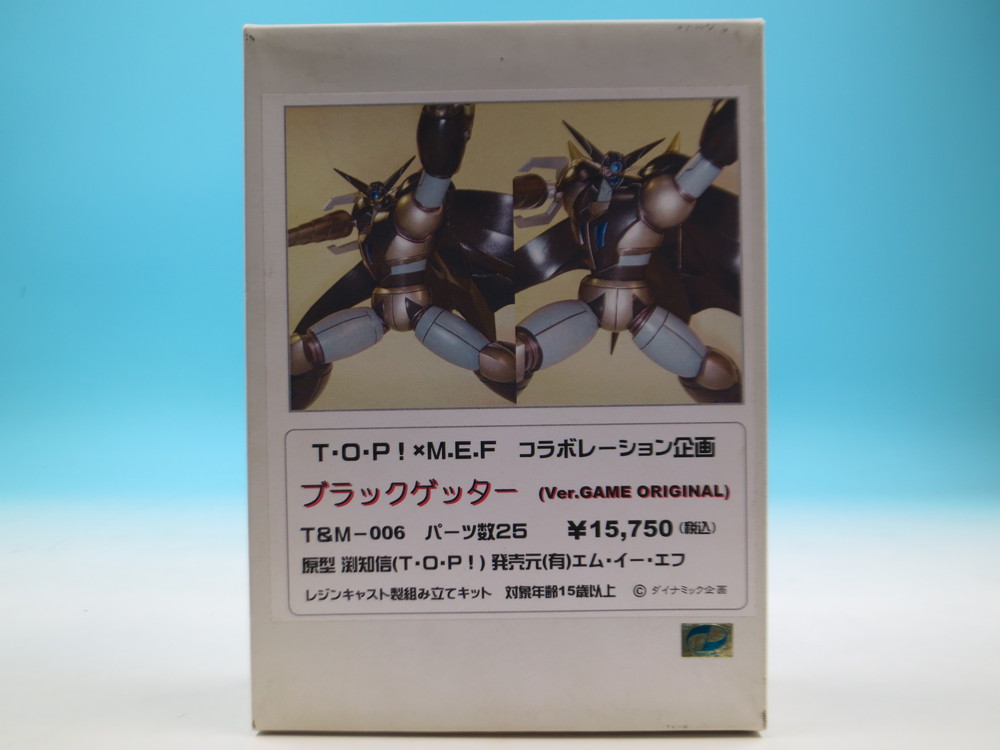 T・O・P！×M.E.F　コラボレーション企画
ブラックゲッター (Ver.GAME ORIGINAL)
T&M－006　パーツ数25　￥15,750(税込)
原型 渕知信(T・O・P！) 発売元(有)エム・イー・エフ
レジンキャスト製組み立てキット　対象年齢15歳以上　© ダイナミック企画